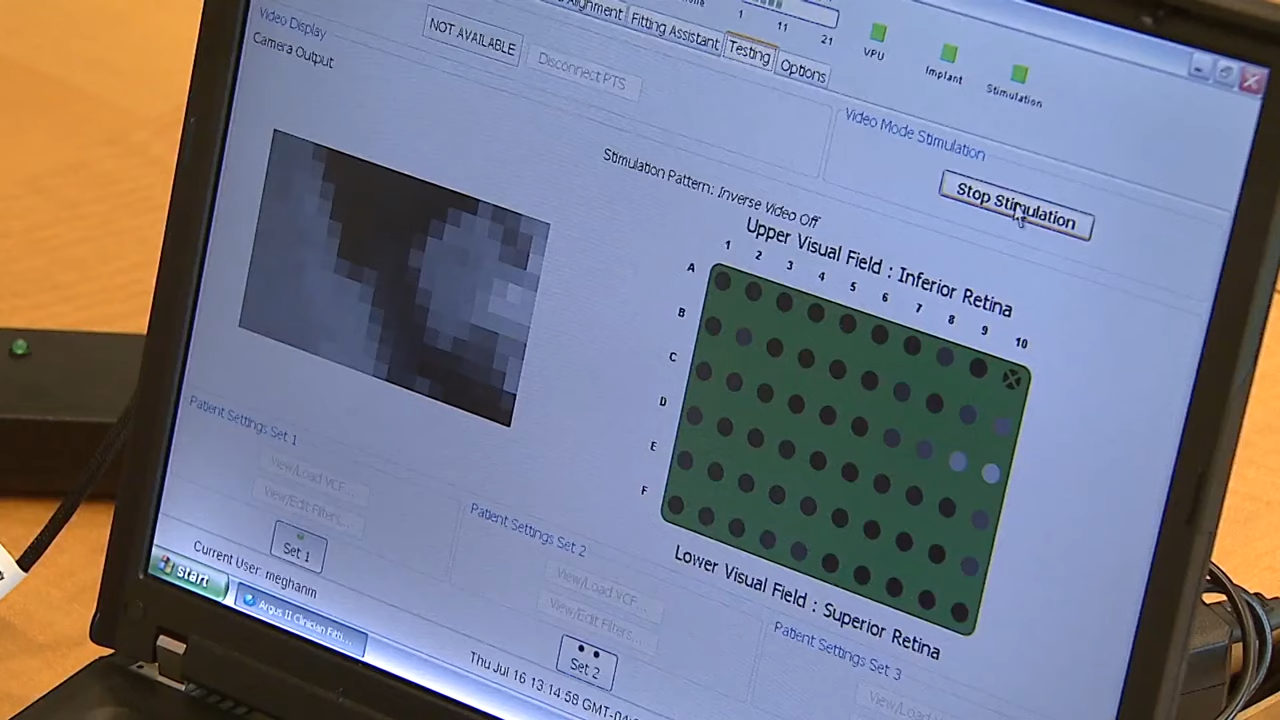 Alignment
Fitting Assistant
Testing
Options
1
11
21
VPU
Implant
Stimulation
Video Display
NOT AVAILABLE
Disconnect PTS
Camera Output
Video Mode Stimulation
Stop Stimulation
Stimulation Pattern: Inverse Video Off
Upper Visual Field : Inferior Retina
1 2 3 4 5 6 7 8 9 10
A
B
C
D
E
F
Lower Visual Field : Superior Retina
Patient Settings Set 1
View/Load VCF...
View/Edit Filters...
Set 1
Patient Settings Set 2
View/Load VCF...
View/Edit Filters...
Set 2
Patient Settings Set 3
View/Load
Current User: meghanm
Thu Jul 16 13:14:58 GMT-04:
start
Argus II Clinician Fitti...